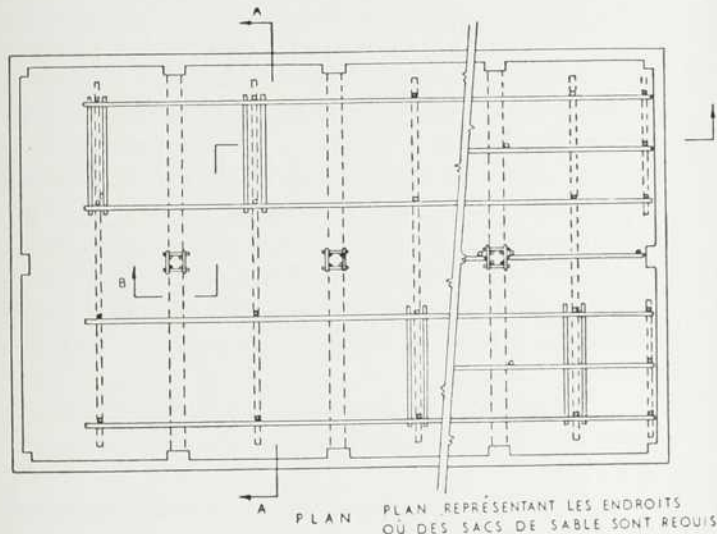 A
B
A
PLAN
PLAN REPRÉSENTANT LES ENDROITS
OÙ DES SACS DE SABLE SONT REQUIS